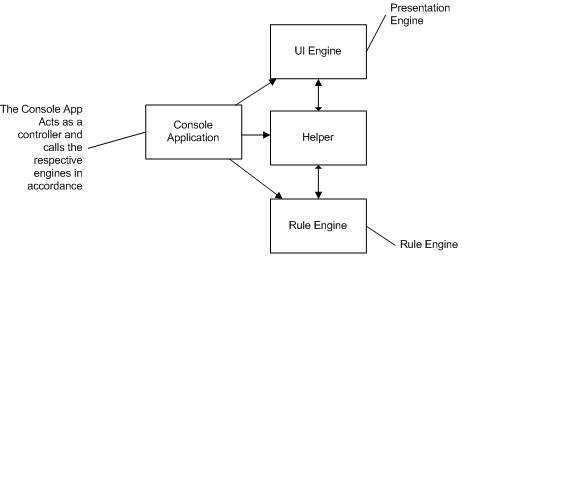 Presentation
Engine
UI Engine
The Console App
Acts as a
controller and
calls the
respective
engines in
accordance
Console
Application
Helper
Rule Engine
Rule Engine